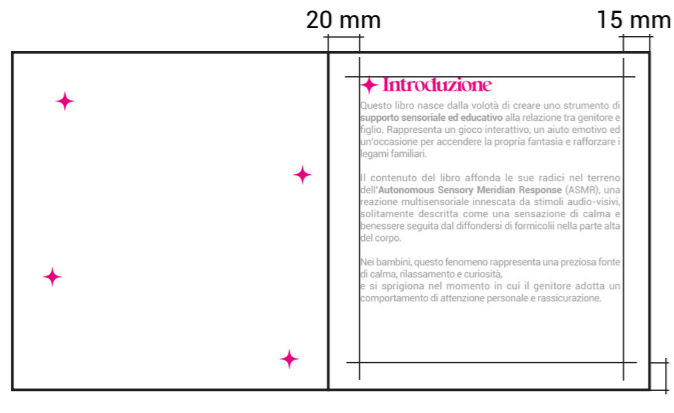 20 mm
15 mm
Introduzione
Questo libro nasce dalla volotà di creare uno strumento di
supporto sensoriale ed educativo alla relazione tra genitore e
figlio. Rappresenta un gioco interattivo, un aiuto emotivo ed
un'occasione per accendere la propria fantasia e rafforzare i
legami familiari.
Il contenuto del libro affonda le sue radici nel terreno
dell'Autonomous Sensory Meridian Response (ASMR), una
reazione multisensoriale innescata da stimoli audio-visivi,
solitamente descritta come una sensazione di calma e
benessere seguita dal diffondersi di formicolii nella parte alta
del corpo.
Nei bambini, questo fenomeno rappresenta una preziosa fonte
di calma, rilassamento e curiosità,
e si sprigiona nel momento in cui il genitore adotta un
comportamento di attenzione personale e rassicurazione.